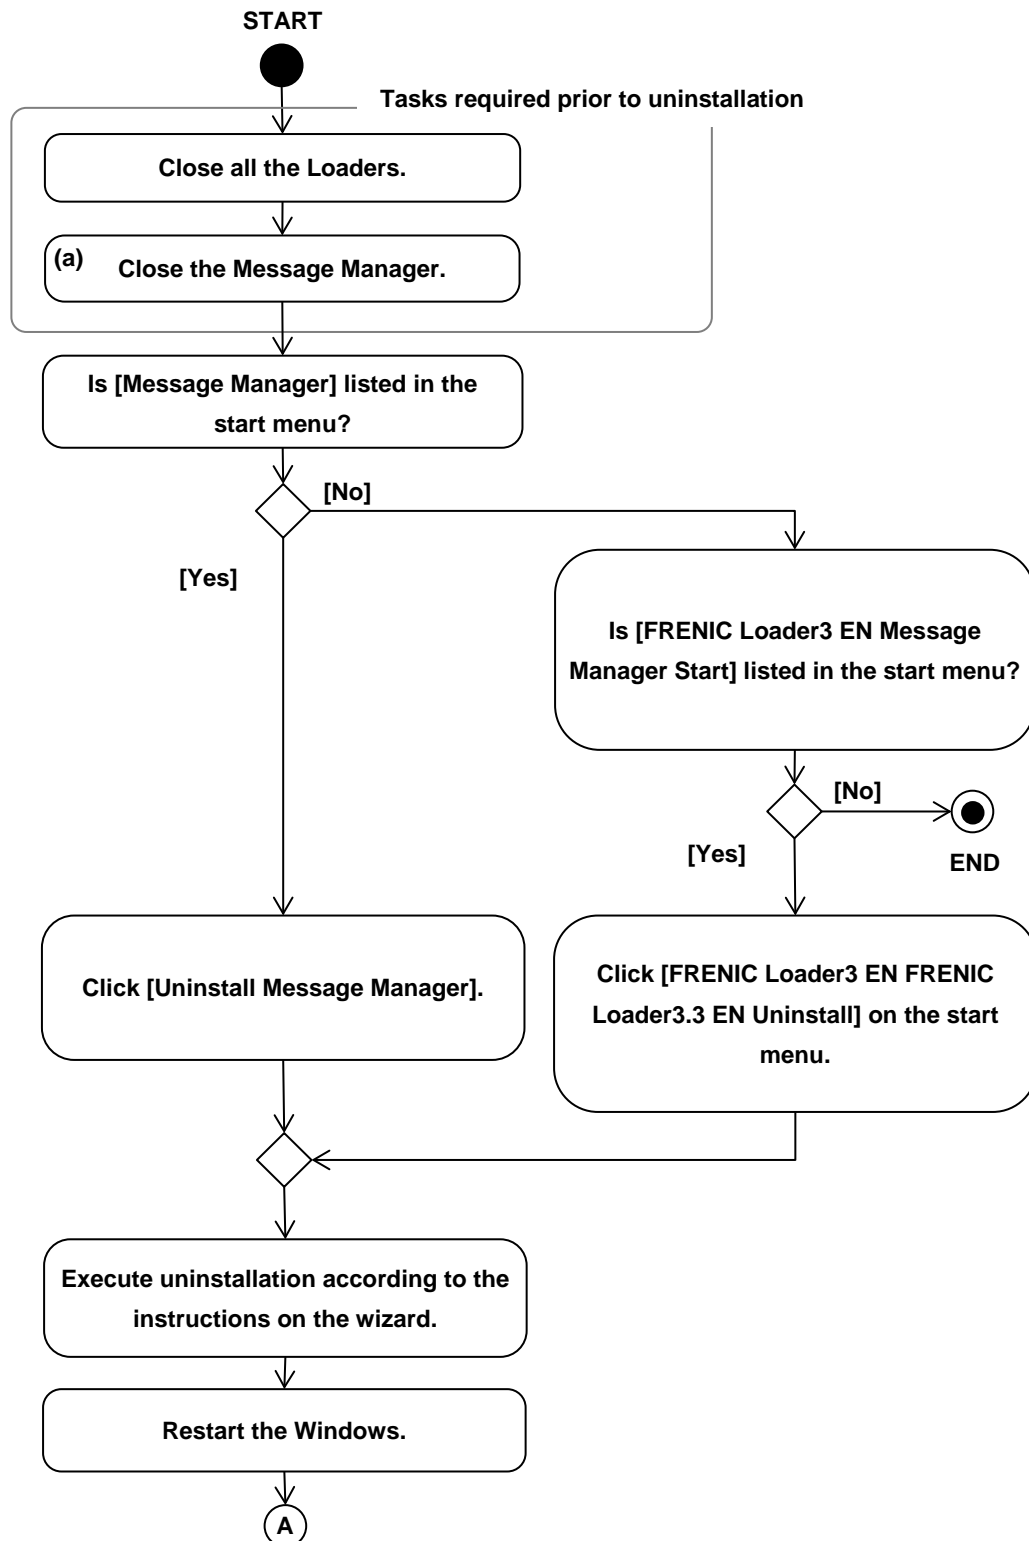 START
Tasks required prior to uninstallation
Close all the Loaders.
(a)
Close the Message Manager.
Is [Message Manager] listed in the
start menu?
[No]
[Yes]
Is [FRENIC Loader3 EN Message
Manager Start] listed in the start menu?
[No]
[Yes]
END
Click [Uninstall Message Manager].
Click [FRENIC Loader3 EN FRENIC
Loader3.3 EN Uninstall] on the start
menu.
Execute uninstallation according to the
instructions on the wizard.
Restart the Windows.
A